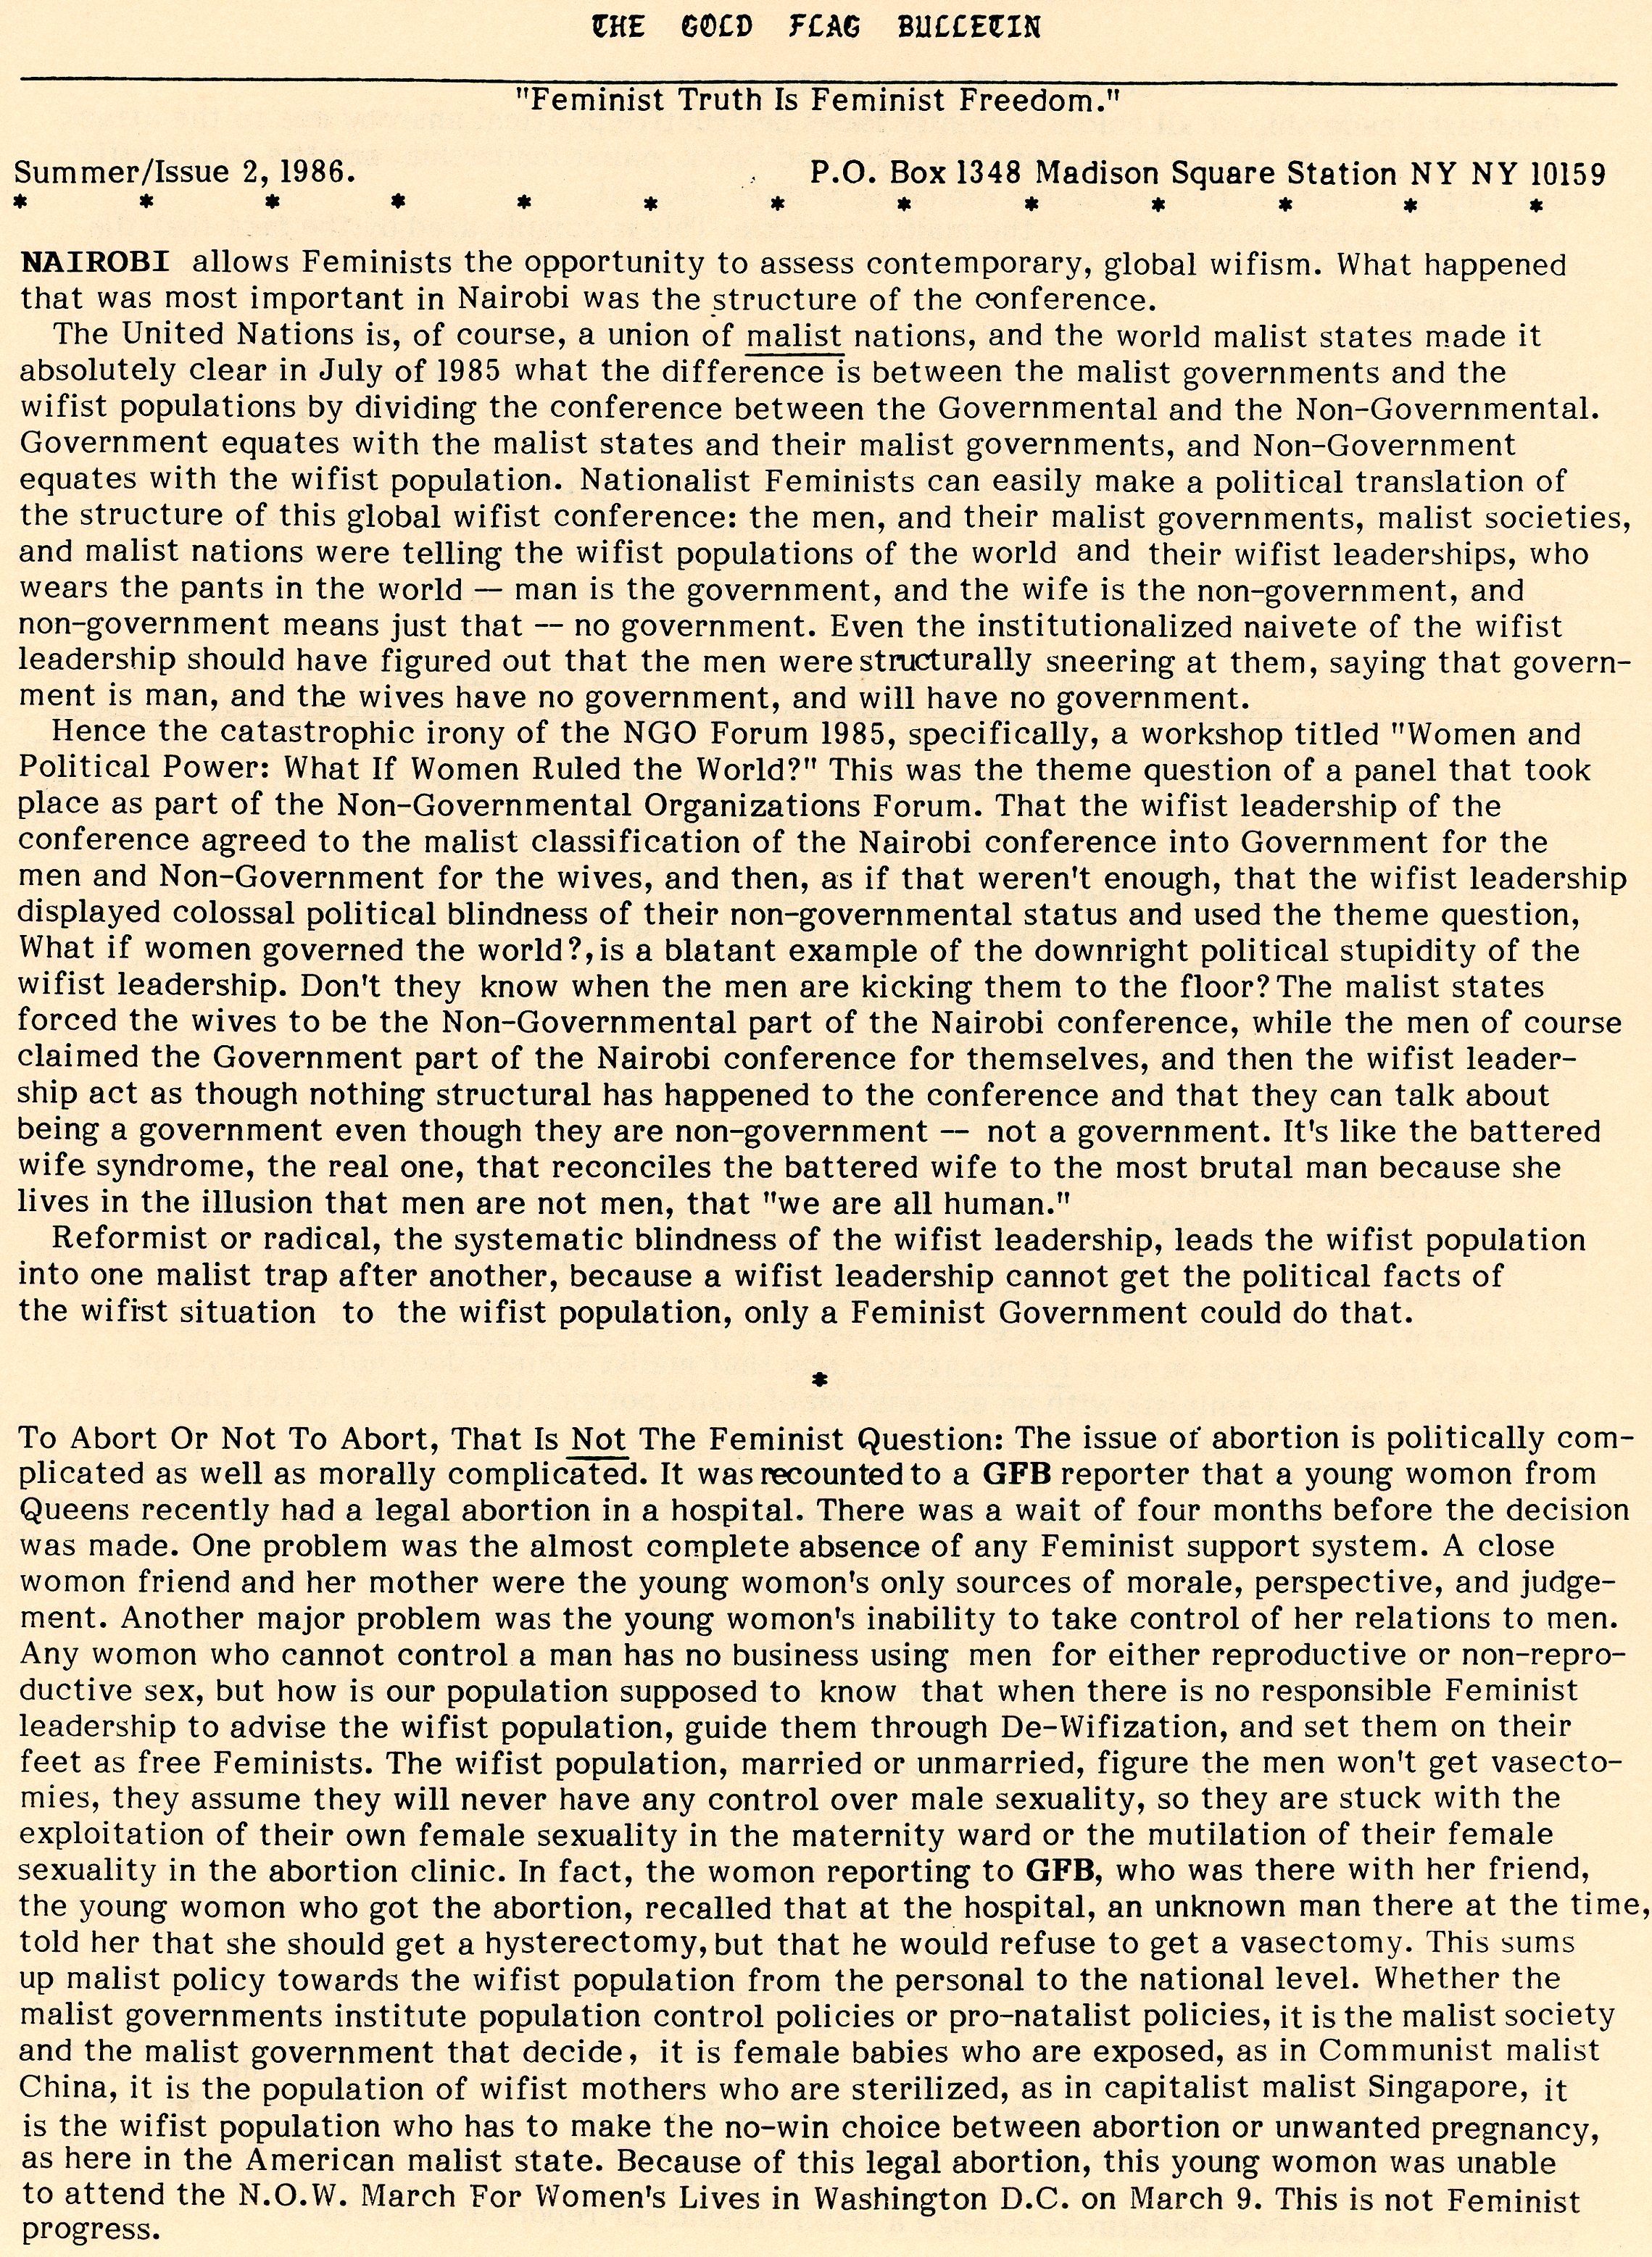 THE GOLD FLAG BULLETIN
"Feminist Truth Is Feminist Freedom."
Summer/Issue 2, 1986. P.O. Box 1348 Madison Square Station NY NY 10159
* * * * * * * * * * * * *
NAIROBI allows Feminists the opportunity to assess contemporary, global wifism. What happened
that was most important in Nairobi was the structure of the conference.
The United Nations is, of course, a union of malist nations, and the world malist states made it
absolutely clear in July of 1985 what the difference is between the malist governments and the
wifist populations by dividing the conference between the Governmental and the Non-Governmental.
Government equates with the malist states and their malist governments, and Non-Government
equates with the wifist population. Nationalist Feminists can easily make a political translation of
the structure of this global wifist conference: the men, and their malist governments, malist societies,
and malist nations were telling the wifist populations of the world and their wifist leaderships, who
wears the pants in the world — man is the government, and the wife is the non-government, and
non-government means just that -- no government. Even the institutionalized naivete of the wifist
leadership should have figured out that the men were structurally sneering at them, saying that govern-
ment is man, and the wives have no government, and will have no government.
Hence the catastrophic irony of the NGO Forum 1985, specifically, a workshop titled "Women and
Political Power: What If Women Ruled the World?" This was the theme question of a panel that took
place as part of the Non-Governmental Organizations Forum. That the wifist leadership of the
conference agreed to the malist classification of the Nairobi conference into Government for the
men and Non-Government for the wives, and then, as if that weren't enough, that the wifist leadership
displayed colossal political blindness of their non-governmental status and used the theme question,
What if women governed the world?, is a blatant example of the downright political stupidity of the
wifist leadership. Don't they know when the men are kicking them to the floor? The malist states
forced the wives to be the Non-Governmental part of the Nairobi conference, while the men of course
claimed the Government part of the Nairobi conference for themselves, and then the wifist leader-
ship act as though nothing structural has happened to the conference and that they can talk about
being a government even though they are non-government -- not a government. It's like the battered
wife syndrome, the real one, that reconciles the battered wife to the most brutal man because she
lives in the illusion that men are not men, that "we are all human."
Reformist or radical, the systematic blindness of the wifist leadership, leads the wifist population
into one malist trap after another, because a wifist leadership cannot get the political facts of
the wifist situation to the wifist population, only a Feminist Government could do that.
*
To Abort Or Not To Abort, That Is Not The Feminist Question: The issue of abortion is politically com-
plicated as well as morally complicated. It was recounted to a GFB reporter that a young womon from
Queens recently had a legal abortion in a hospital. There was a wait of four months before the decision
was made. One problem was the almost complete absence of any Feminist support system. A close
womon friend and her mother were the young womon's only sources of morale, perspective, and judge-
ment. Another major problem was the young womon's inability to take control of her relations to men.
Any womon who cannot control a man has no business using men for either reproductive or non-repro-
ductive sex, but how is our population supposed to know that when there is no responsible Feminist
leadership to advise the wifist population, guide them through De-Wifization, and set them on their
feet as free Feminists. The wifist population, married or unmarried, figure the men won't get vasecto-
mies, they assume they will never have any control over male sexuality, so they are stuck with the
exploitation of their own female sexuality in the maternity ward or the mutilation of their female
sexuality in the abortion clinic. In fact, the womon reporting to GFB, who was there with her friend,
the young womon who got the abortion, recalled that at the hospital, an unknown man there at the time,
told her that she should get a hysterectomy, but that he would refuse to get a vasectomy. This sums
up malist policy towards the wifist population from the personal to the national level. Whether the
malist governments institute population control policies or pro-natalist policies, it is the malist society
and the malist government that decide, it is female babies who are exposed, as in Communist malist
China, it is the population of wifist mothers who are sterilized, as in capitalist malist Singapore, it
is the wifist population who has to make the no-win choice between abortion or unwanted pregnancy,
as here in the American malist state. Because of this legal abortion, this young womon was unable
to attend the N.O.W. March For Women's Lives in Washington D.C. on March 9. This is not Feminist
progress.